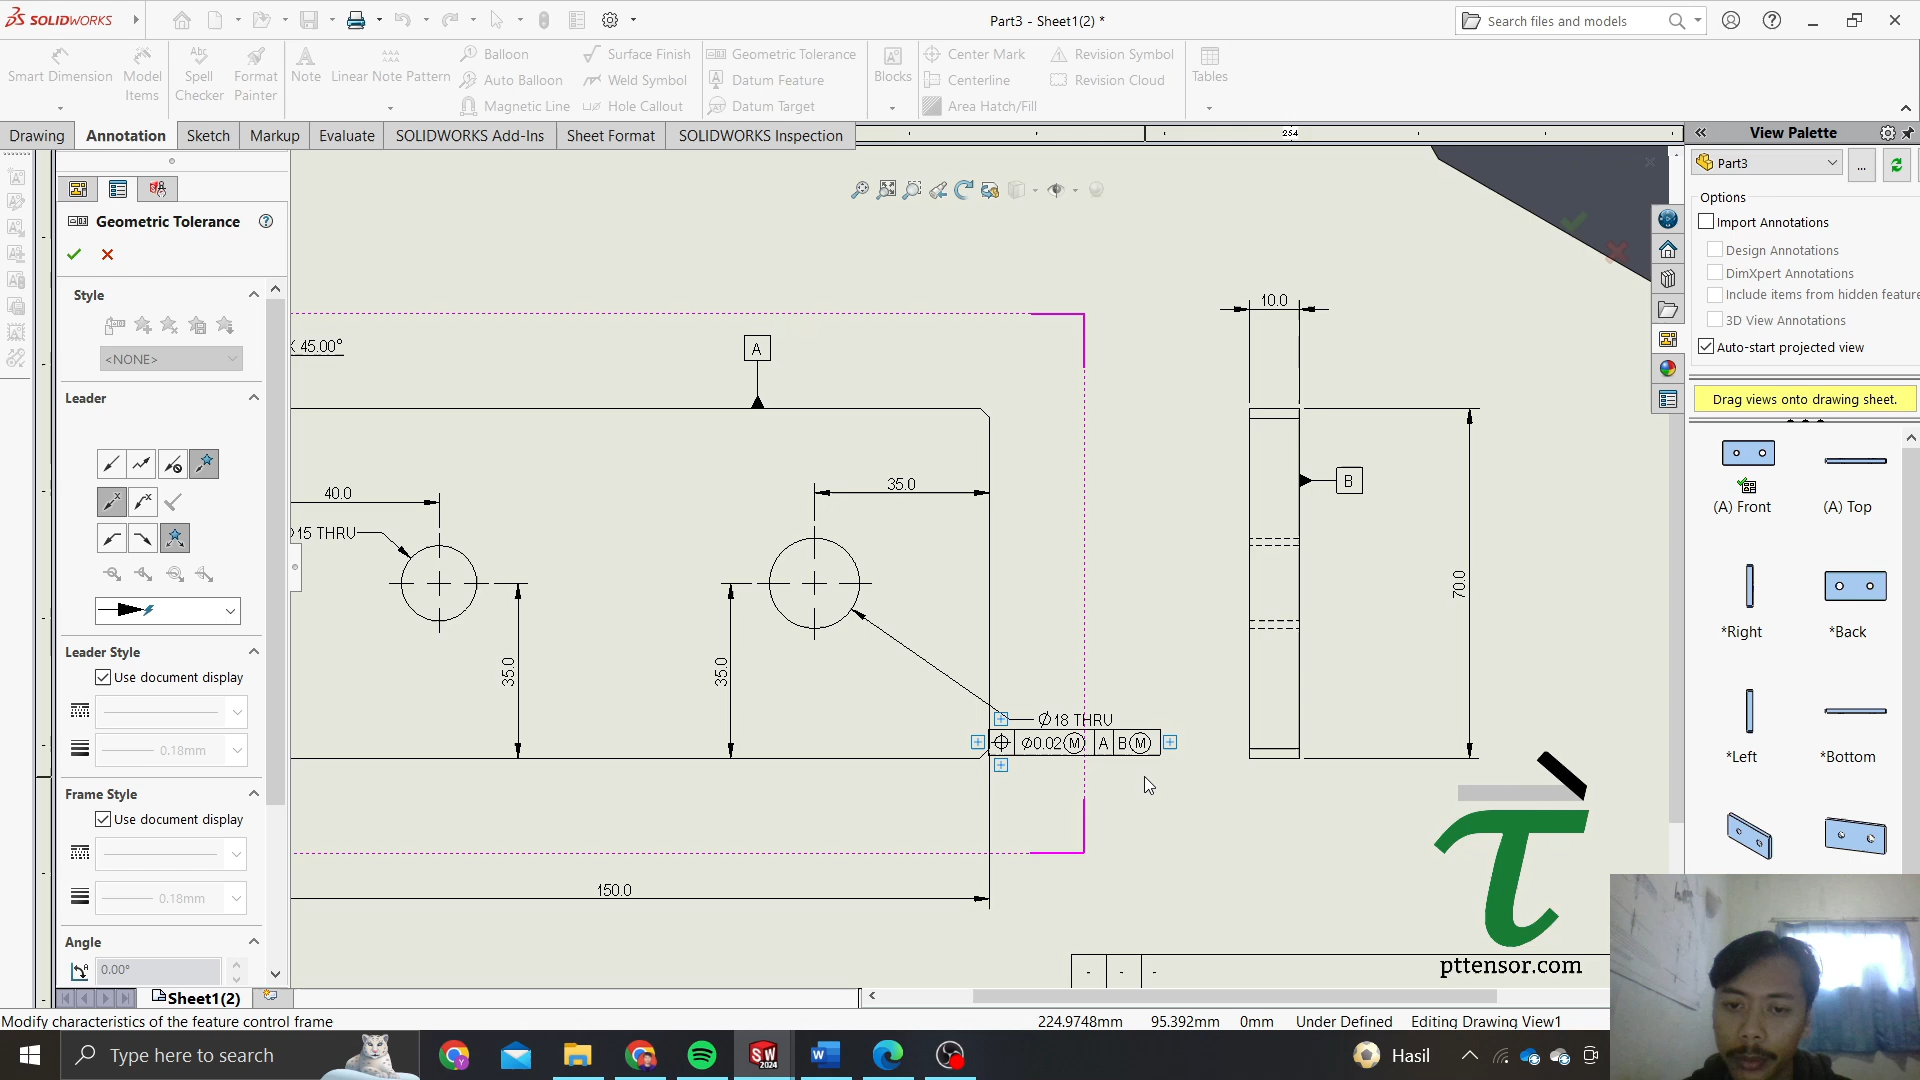 SOLIDWORKS
Part3 - Sheet1(2) *
Search files and models
Smart Dimension
Model Items
Spell Checker
Format Painter
Note
Linear Note Pattern
Balloon
Auto Balloon
Magnetic Line
Surface Finish
Weld Symbol
Hole Callout
Geometric Tolerance
Datum Feature
Datum Target
Blocks
Center Mark
Centerline
Area Hatch/Fill
Revision Symbol
Revision Cloud
Tables
Drawing
Annotation
Sketch
Markup
Evaluate
SOLIDWORKS Add-Ins
Sheet Format
SOLIDWORKS Inspection
254
View Palette
Part3
...
Options
Import Annotations
Design Annotations
DimXpert Annotations
Include items from hidden feature
3D View Annotations
Auto-start projected view
Drag views onto drawing sheet.
(A) Front
(A) Top
*Right
*Back
*Left
*Bottom
Geometric Tolerance
Style
<NONE>
Leader
Leader Style
Use document display
0.18mm
Frame Style
Use document display
0.18mm
Angle
0.00°
X 45.00°
A
40.0
15 THRU
35.0
35.0
35.0
Ø18 THRU
Ø0.02 Ⓜ A B Ⓜ
150.0
10.0
B
70.0
- - -
pttensor.com
Sheet1(2)
Modify characteristics of the feature control frame
224.9748mm
95.392mm
0mm
Under Defined
Editing Drawing View1
Type here to search
SW
2024
Hasil